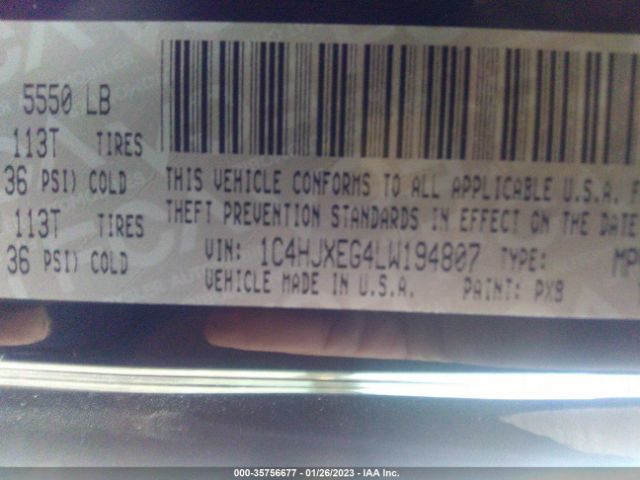 5550 LB
113T TIRES
36 PSI) COLD THIS VEHICLE CONFORMS TO ALL APPLICABLE U.S.A.
113T TIRES THEFT PREVENTION STANDARDS IN EFFECT ON THE DATE
36 PSI) COLD VIN: 1C4HJXEG4LW194807 TYPE: MP
VEHICLE MADE IN U.S.A. PAINT: PX8
000-35756677 - 01/26/2023 - IAA Inc.